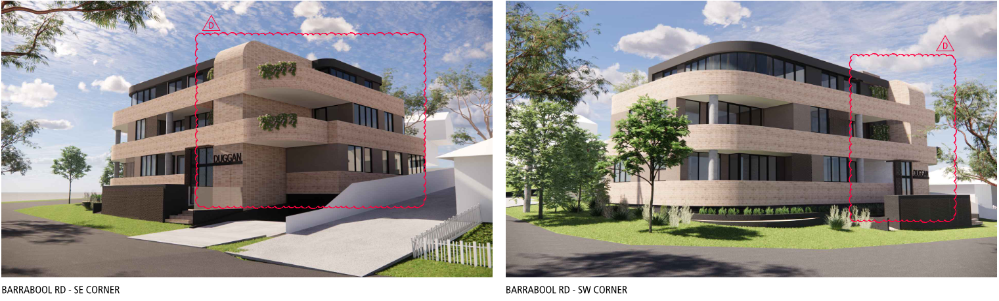 D
D
DUGGAN
DUGGAN
BARRABOOL RD - SE CORNER
BARRABOOL RD - SW CORNER